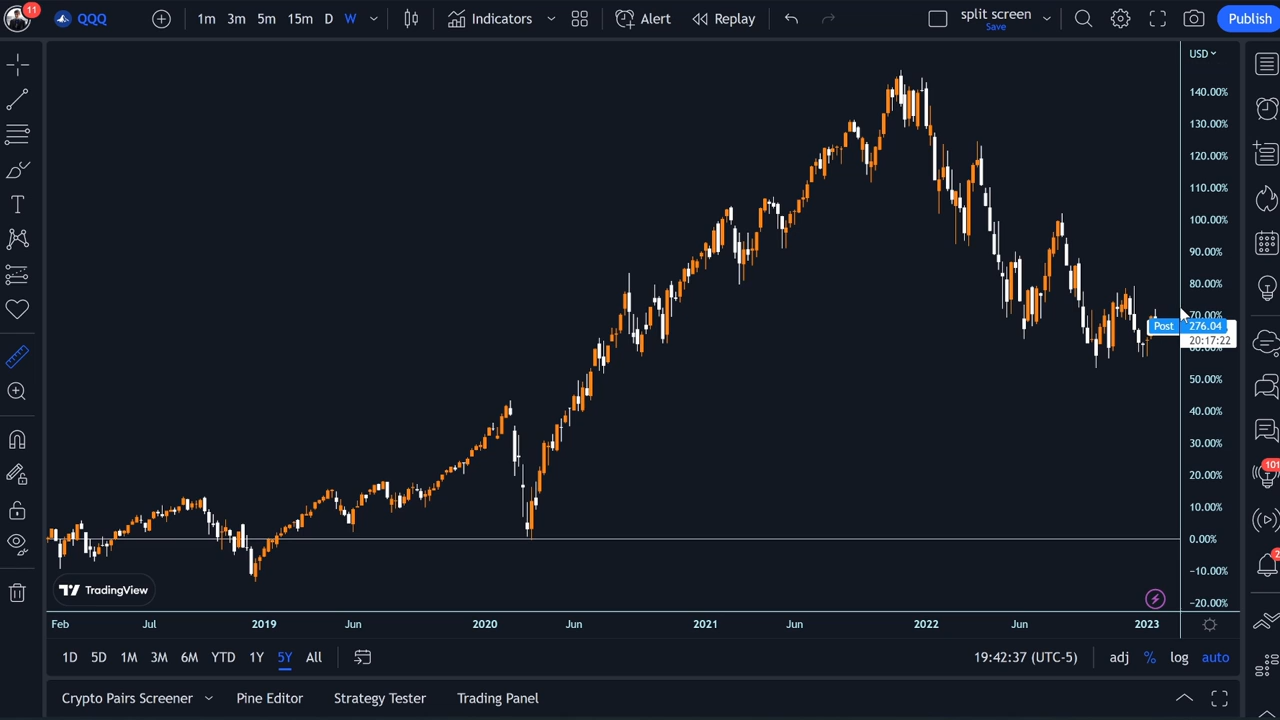 11 QQQ 1m 3m 5m 15m D W Indicators Alert Replay split screen Save Publish
USD
140.00%
130.00%
120.00%
110.00%
100.00%
90.00%
80.00%
70.00%
Post 276.04
20:17:22
60.00%
50.00%
40.00%
30.00%
20.00%
10.00%
0.00%
−10.00%
−20.00%
T
101
2
TradingView
Feb Jul 2019 Jun 2020 Jun 2021 Jun 2022 Jun 2023
1D 5D 1M 3M 6M YTD 1Y 5Y All 19:42:37 (UTC-5) adj % log auto
Crypto Pairs Screener Pine Editor Strategy Tester Trading Panel